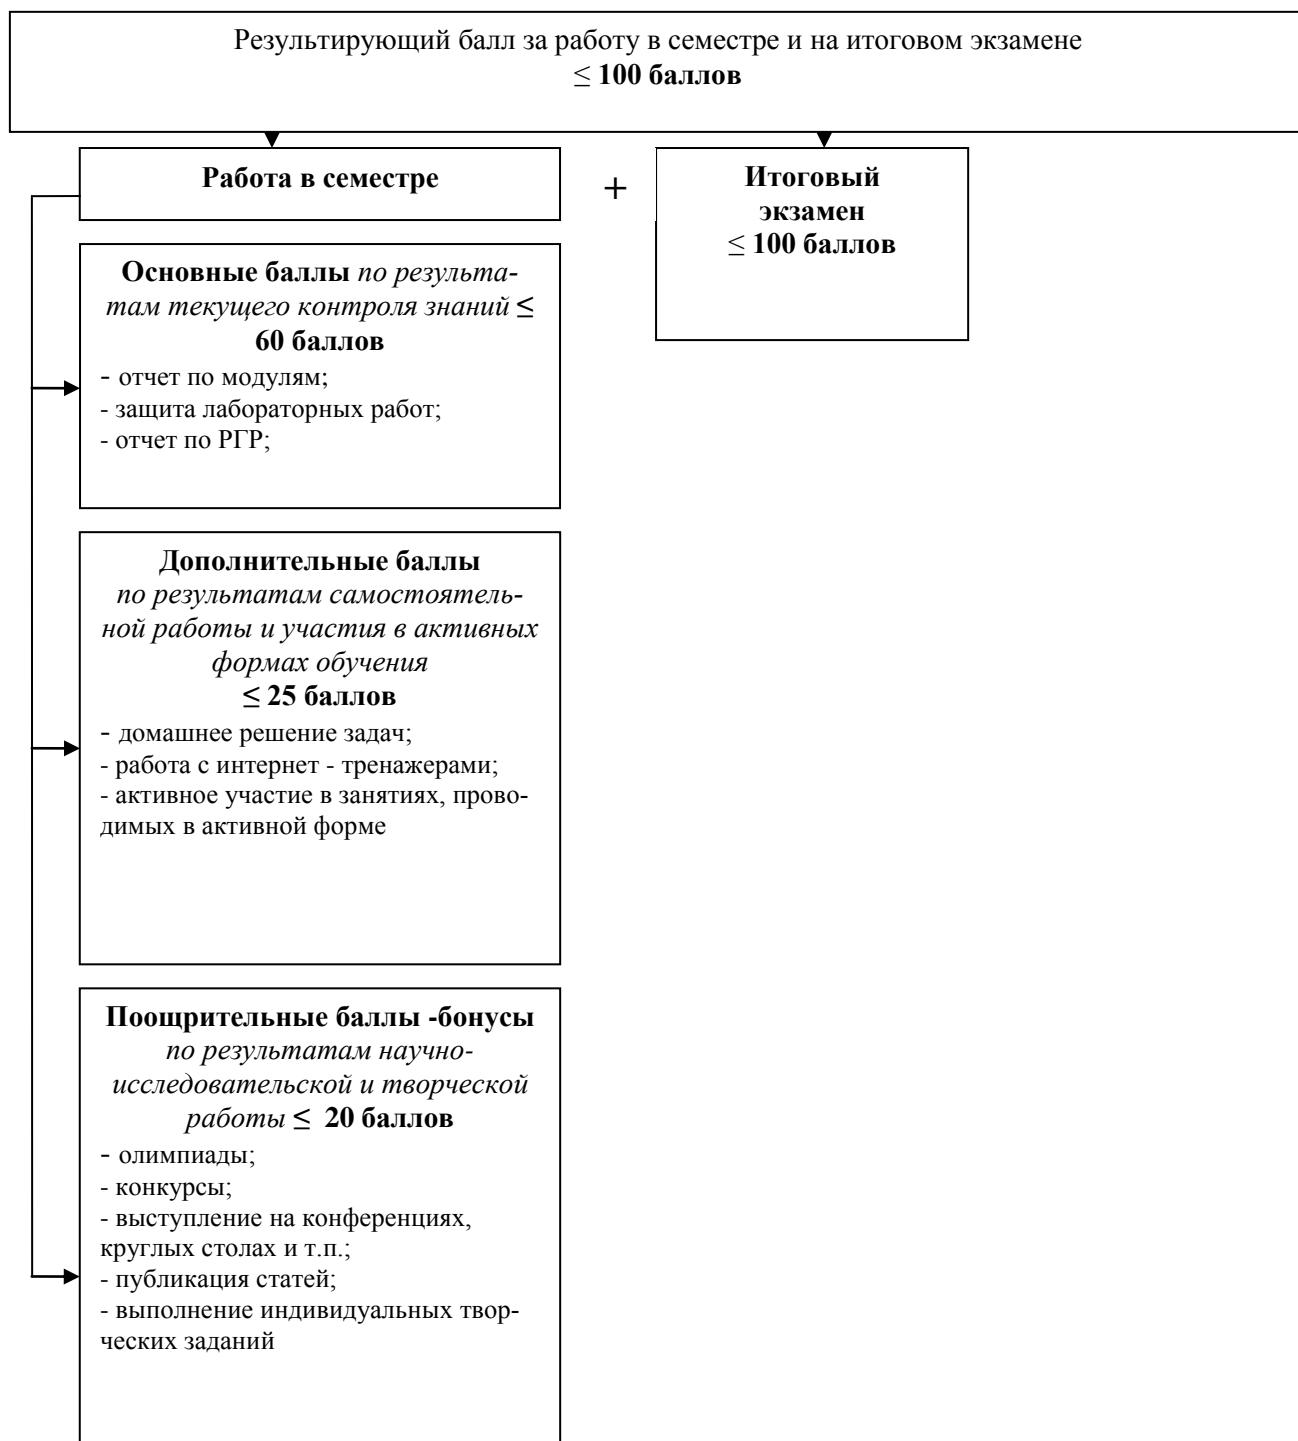 Результирующий балл за работу в семестре и на итоговом экзамене
≤ 100 баллов
Работа в семестре
+
Итоговый
экзамен
≤ 100 баллов
Основные баллы по результа-
там текущего контроля знаний ≤
60 баллов
- отчет по модулям;
- защита лабораторных работ;
- отчет по РГР;
Дополнительные баллы
по результатам самостоятель-
ной работы и участия в активных
формах обучения
≤ 25 баллов
- домашнее решение задач;
- работа с интернет - тренажерами;
- активное участие в занятиях, прово-
димых в активной форме
Поощрительные баллы -бонусы
по результатам научно-
исследовательской и творческой
работы ≤ 20 баллов
- олимпиады;
- конкурсы;
- выступление на конференциях,
круглых столах и т.п.;
- публикация статей;
- выполнение индивидуальных твор-
ческих заданий